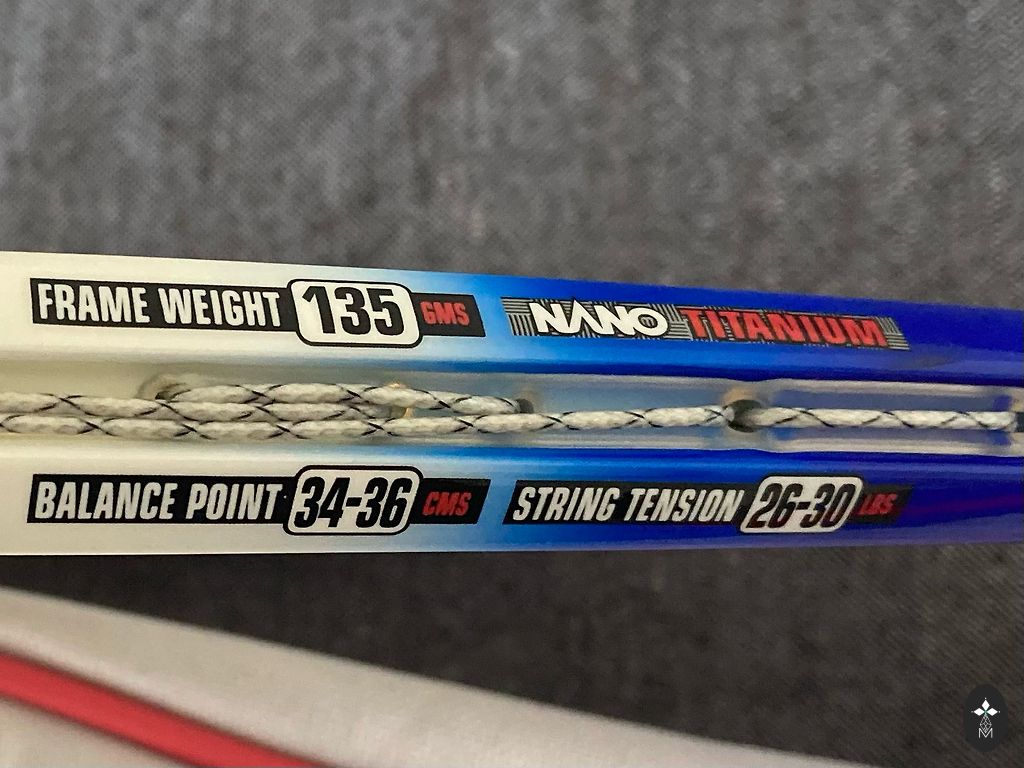 FRAME WEIGHT 135 GMS NANO TITANIUM
BALANCE POINT 34-36 CMS STRING TENSION 26-30 LBS
M